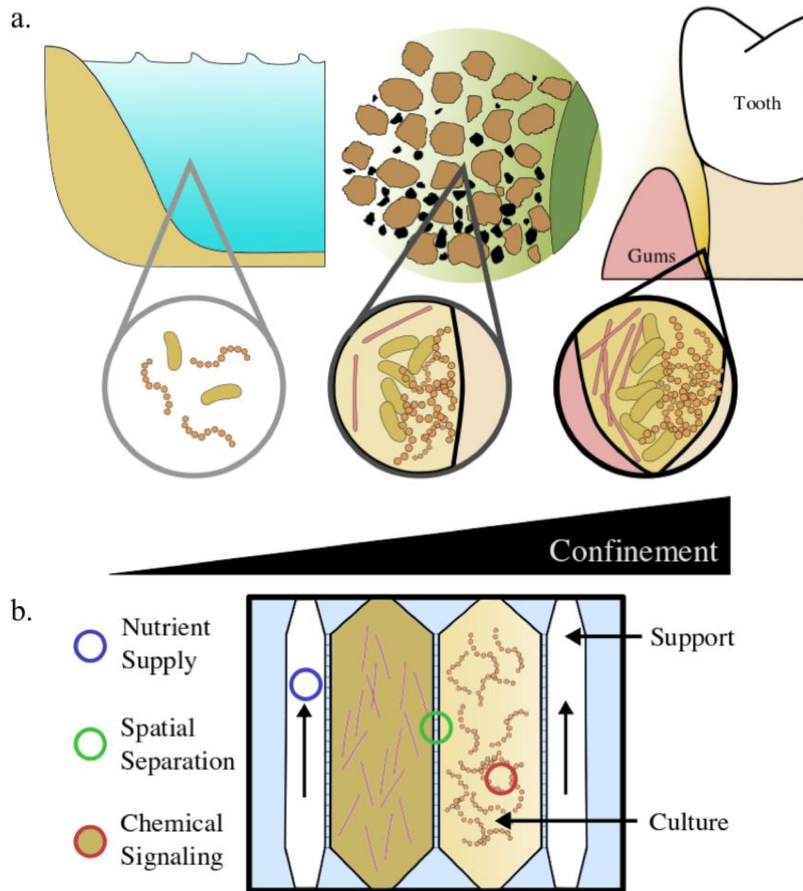 a.
Tooth
Gums
Confinement
b.
Nutrient
Supply
Spatial
Separation
Chemical
Signaling
Support
Culture